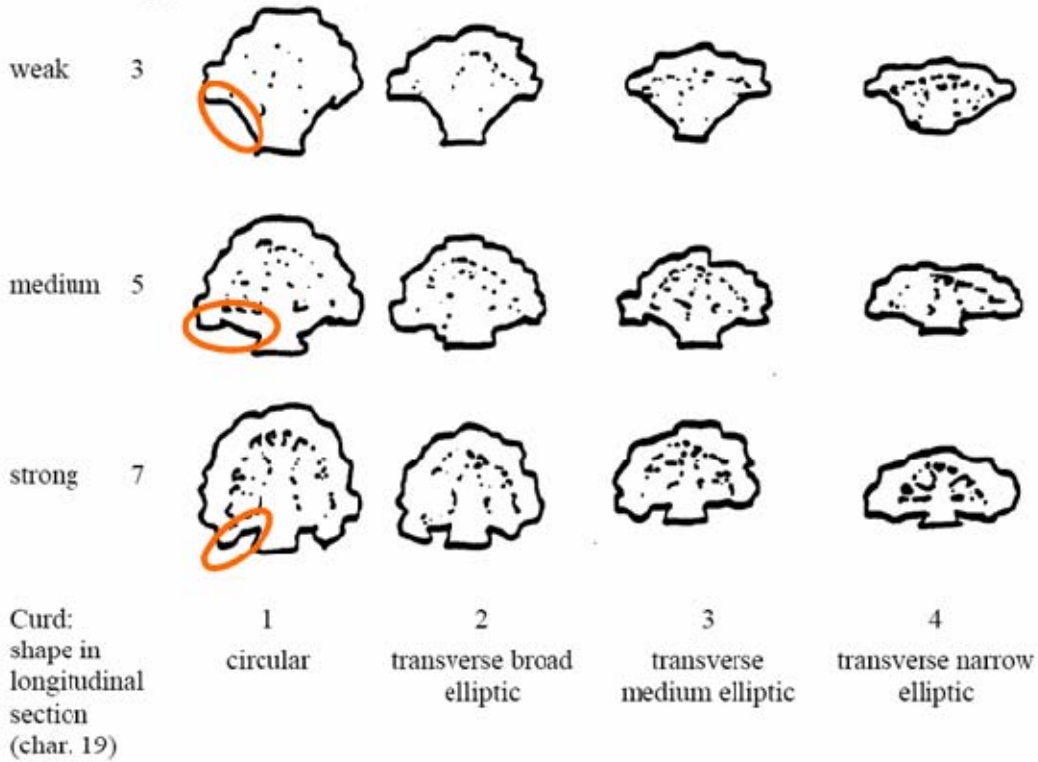 weak 3
medium 5
strong 7
Curd:
shape in
longitudinal
section
(char. 19)
1
circular
2
transverse broad
elliptic
3
transverse
medium elliptic
4
transverse narrow
elliptic